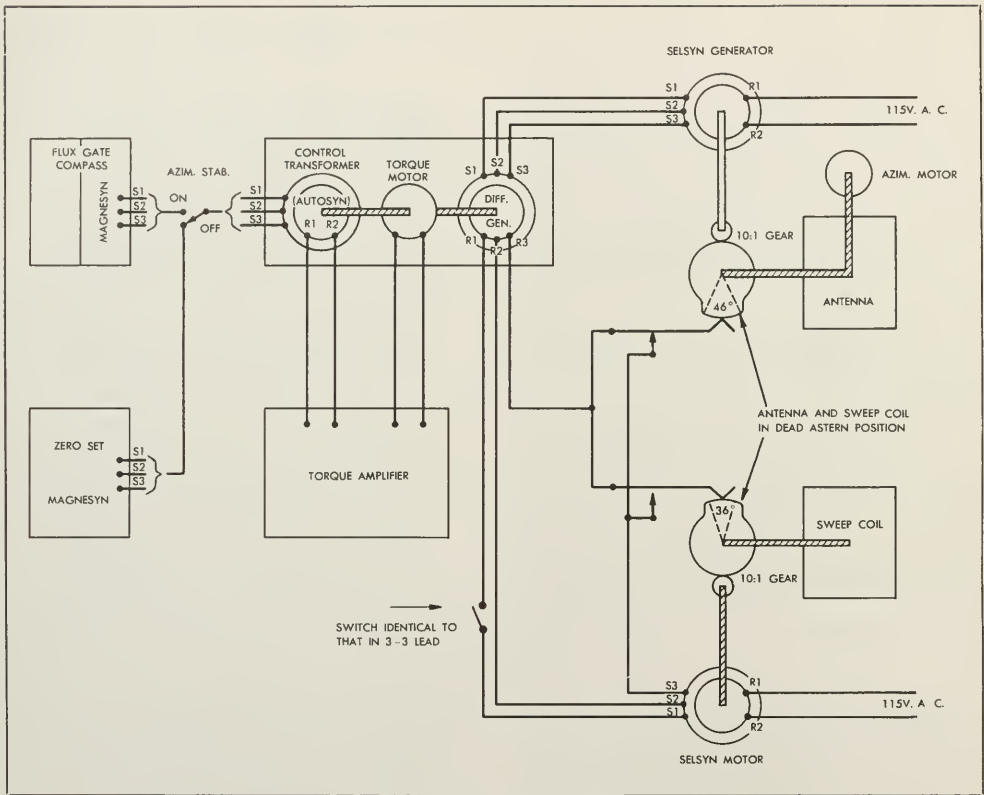 SELSYN GENERATOR
S1
S2
S3
R1
R2
115V. A. C.
FLUX GATE
COMPASS
MAGNESYN
S1
S2
S3
AZIM. STAB.
ON
OFF
S1
S2
S3
CONTROL
TRANSFORMER
(AUTOSYN)
R1 R2
TORQUE
MOTOR
S1
S2
S3
DIFF.
GEN.
R1
R2
R3
AZIM. MOTOR
10:1 GEAR
46°
ANTENNA
ZERO SET
MAGNESYN
S1
S2
S3
TORQUE AMPLIFIER
ANTENNA AND SWEEP COIL
IN DEAD ASTERN POSITION
36°
SWEEP COIL
10:1 GEAR
SWITCH IDENTICAL TO
THAT IN 3-3 LEAD
S3
S2
S1
R1
R2
115V. A C.
SELSYN MOTOR